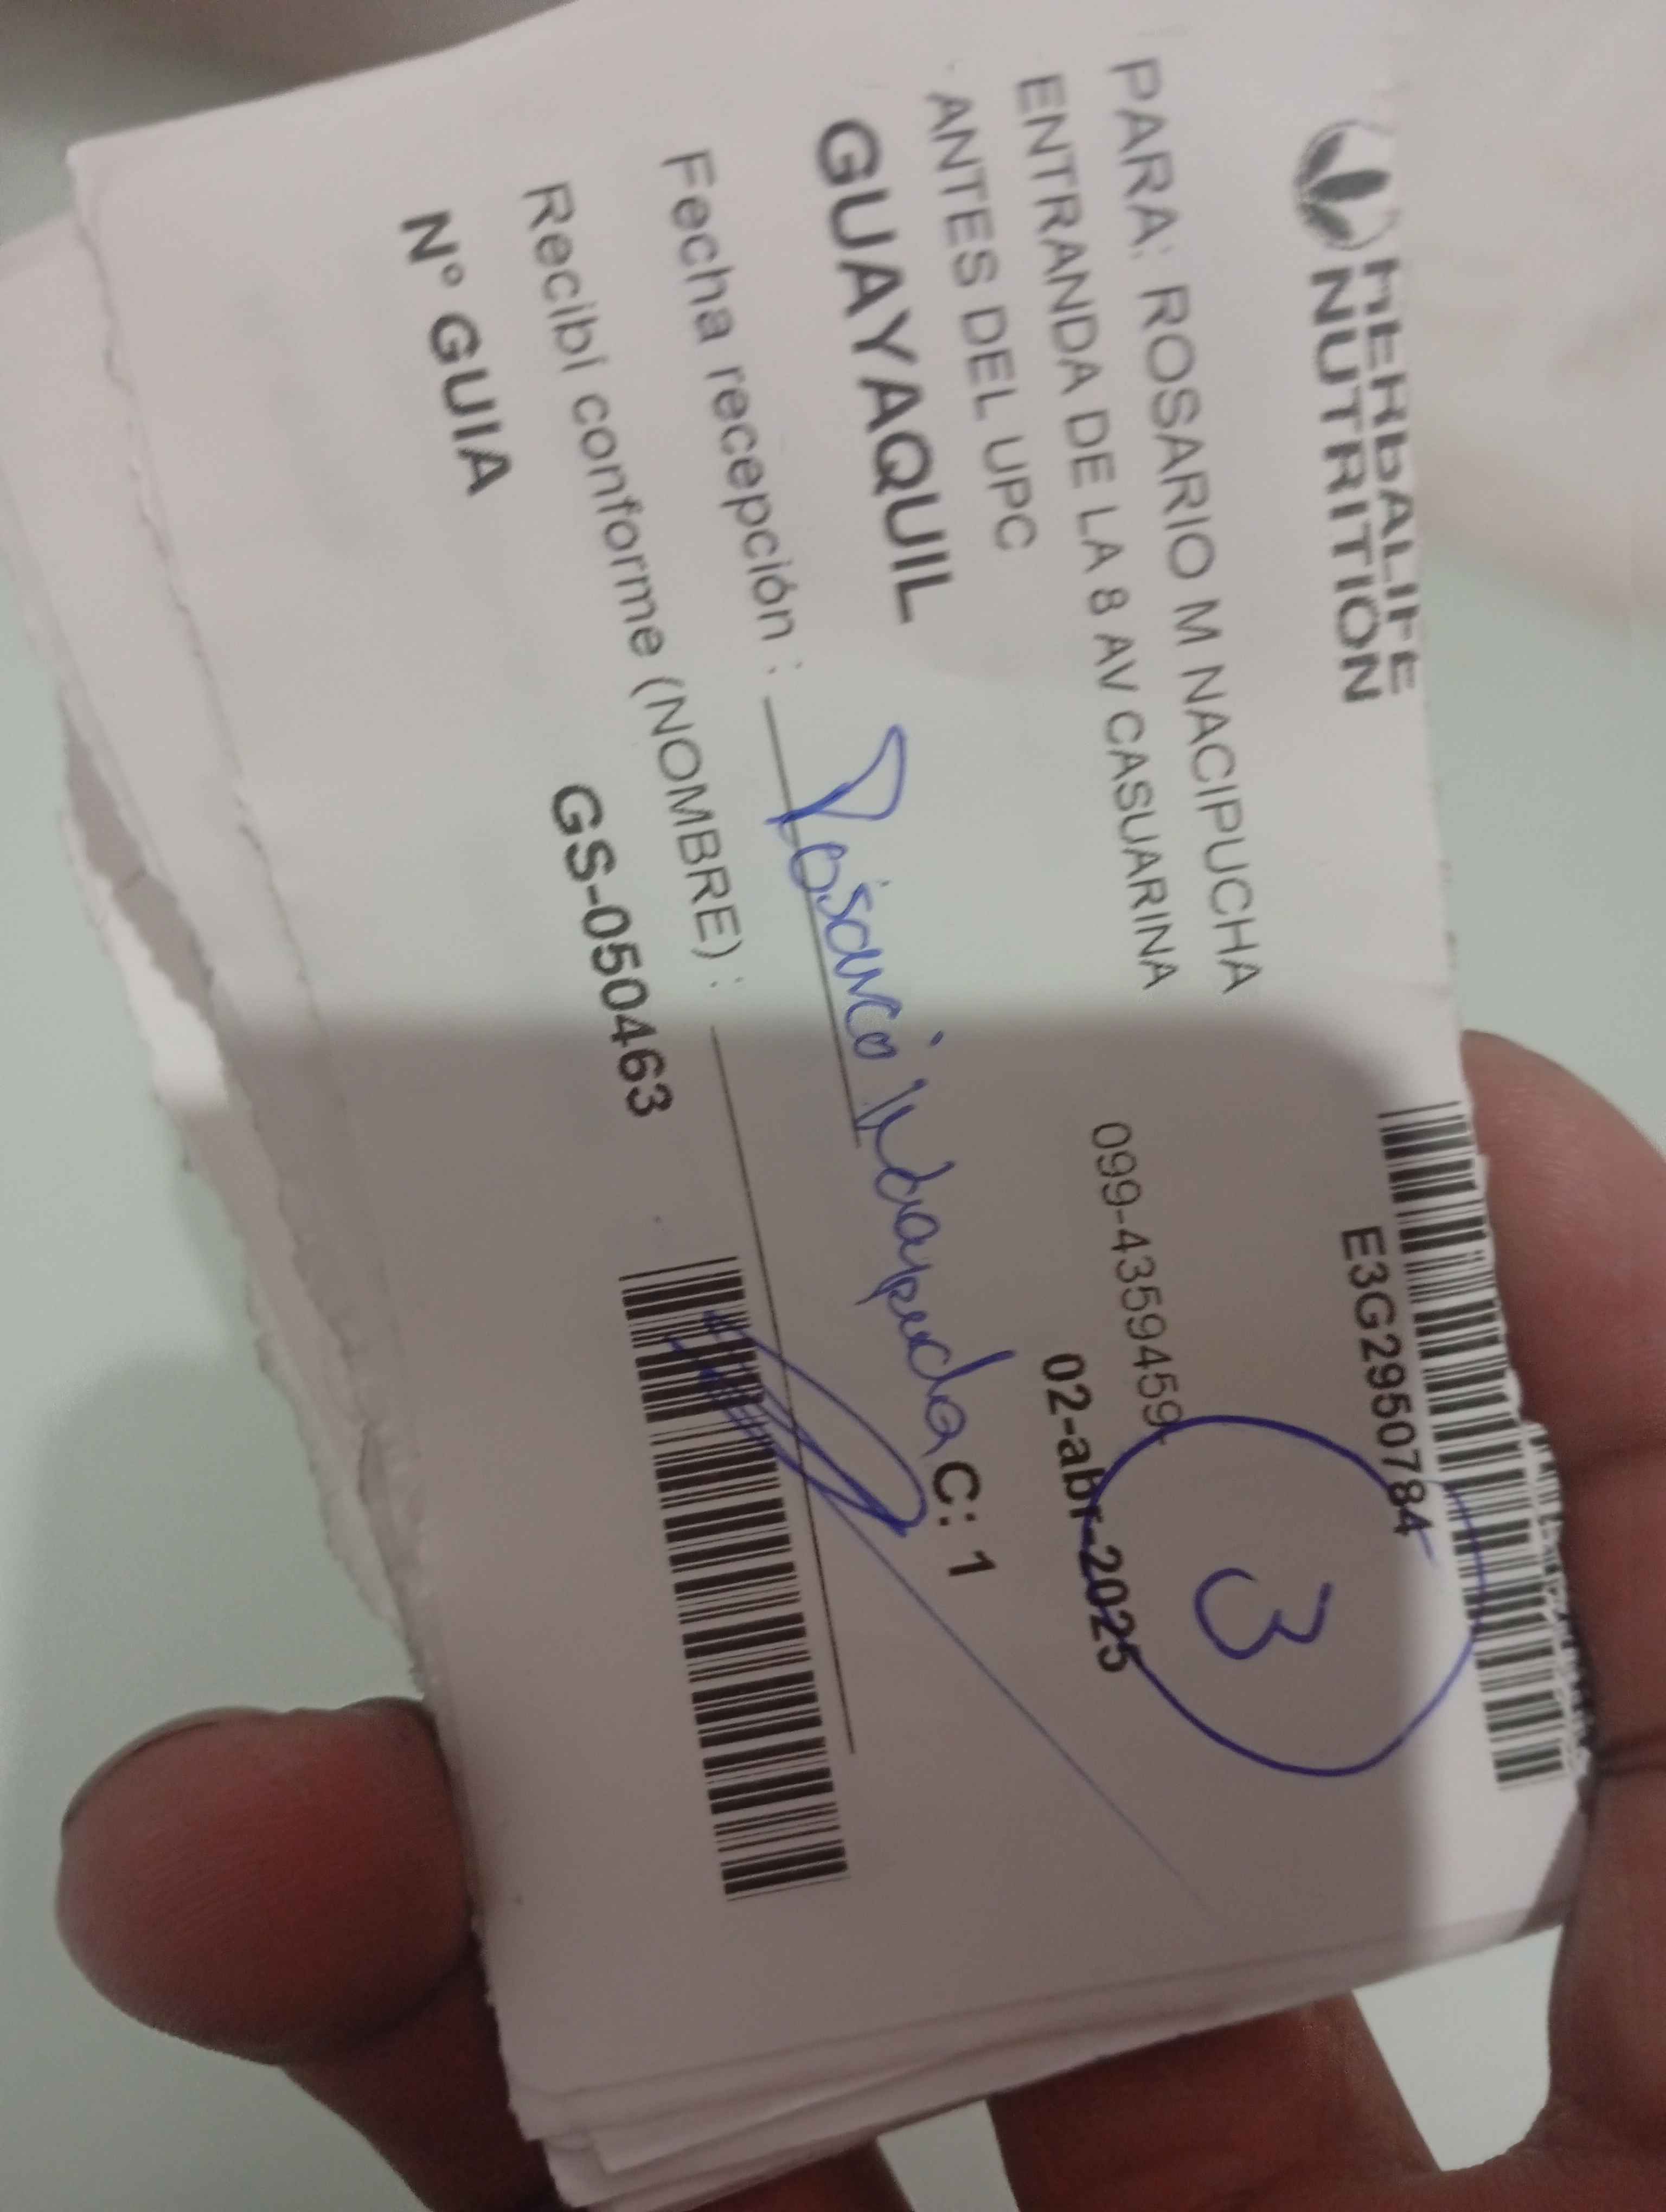 HERBALIFE
NUTRITION
E3G2950784
3
PARA: ROSARIO M NACIPUCHA
ENTRANDA DE LA 8 AV CASUARINA
099-4359459-
ANTES DEL UPC
02-abr-2025
GUAYAQUIL
C: 1
Fecha recepción :
Rosario
Recibí conforme (NOMBRE) :
N° GUIA
GS-050463